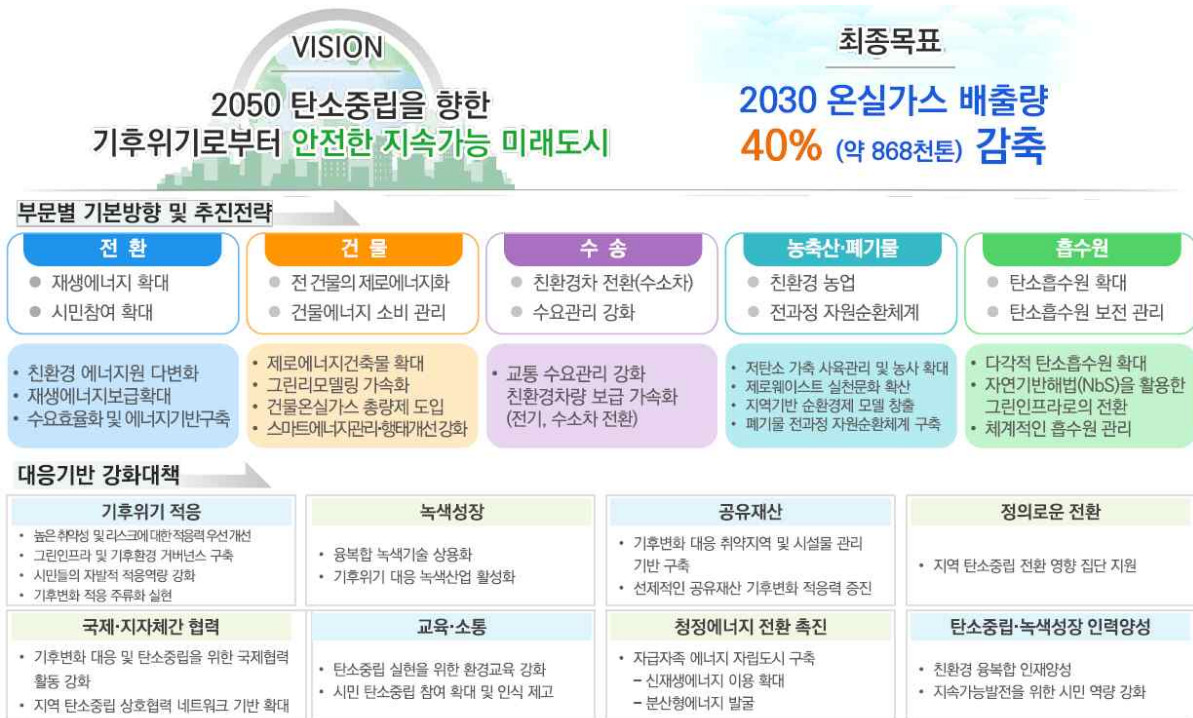 VISION
2050 탄소중립을 향한
기후위기로부터 안전한 지속가능 미래도시
최종목표
2030 온실가스 배출량
40% (약 868천톤) 감축
부문별 기본방향 및 추진전략
전 환
● 재생에너지 확대
● 시민참여 확대
• 친환경 에너지원 다변화
• 재생에너지보급확대
• 수요효율화 및 에너지기반구축
건 물
● 전 건물의 제로에너지화
● 건물에너지 소비 관리
• 제로에너지건축물 확대
• 그린리모델링 가속화
• 건물온실가스 총량제 도입
• 스마트에너지관리·행태개선강화
수 송
● 친환경차 전환(수소차)
● 수요관리 강화
• 교통 수요관리 강화
친환경차량 보급 가속화
(전기, 수소차 전환)
농축산·폐기물
● 친환경 농업
● 전과정 자원순환체계
• 저탄소 가축 사육관리 및 농사 확대
• 제로웨이스트 실천문화 확산
• 지역기반 순환경제 모델 창출
• 폐기물 전과정 자원순환체계 구축
흡수원
● 탄소흡수원 확대
● 탄소흡수원 보전 관리
• 다각적 탄소흡수원 확대
• 자연기반해법(NbS)을 활용한
그린인프라로의 전환
• 체계적인 흡수원 관리
대응기반 강화대책
기후위기 적응
• 높은 취약성 및 리스크에 대한 적응력 우선 개선
• 그린인프라 및 기후환경 거버넌스 구축
• 시민들의 자발적 적응역량 강화
• 기후변화 적응 주류화 실현
녹색성장
• 융복합 녹색기술 상용화
• 기후위기 대응 녹색산업 활성화
공유재산
• 기후변화 대응 취약지역 및 시설물 관리
기반 구축
• 선제적인 공유재산 기후변화 적응력 증진
정의로운 전환
• 지역 탄소중립 전환 영향 집단 지원
국제·지자체간 협력
• 기후변화 대응 및 탄소중립을 위한 국제협력
활동 강화
• 지역 탄소중립 상호협력 네트워크 기반 확대
교육·소통
• 탄소중립 실현을 위한 환경교육 강화
• 시민 탄소중립 참여 확대 및 인식 제고
청정에너지 전환 촉진
• 자급자족 에너지 자립도시 구축
– 신재생에너지 이용 확대
– 분산형에너지 발굴
탄소중립·녹색성장 인력양성
• 친환경 융복합 인재양성
• 지속가능발전을 위한 시민 역량 강화